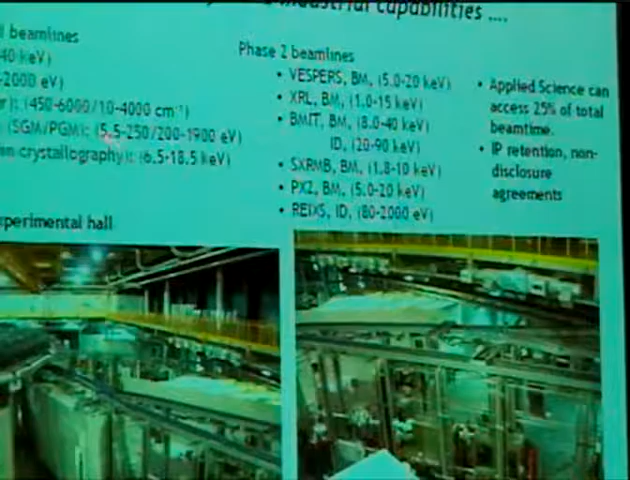 industrial capabilities ....
beamlines
40 keV)
-2000 eV)
r): (450-6000/10-4000 cm⁻¹)
(SGM/PGM): (5.5-250/200-1900 eV)
crystallography): (6.5-18.5 keV)
xperimental hall
Phase 2 beamlines
• VESPERS, BM, (5.0-20 keV)
• XRL, BM, (1.0-15 keV)
• BMIT, BM, (8.0-40 keV)
ID, (20-90 keV)
• SXRMB, BM, (1.8-10 keV)
• PX2, BM, (5.0-20 keV)
• REIXS, ID, (80-2000 eV)
• Applied Science can
access 25% of total
beamtime.
• IP retention, non-
disclosure
agreements